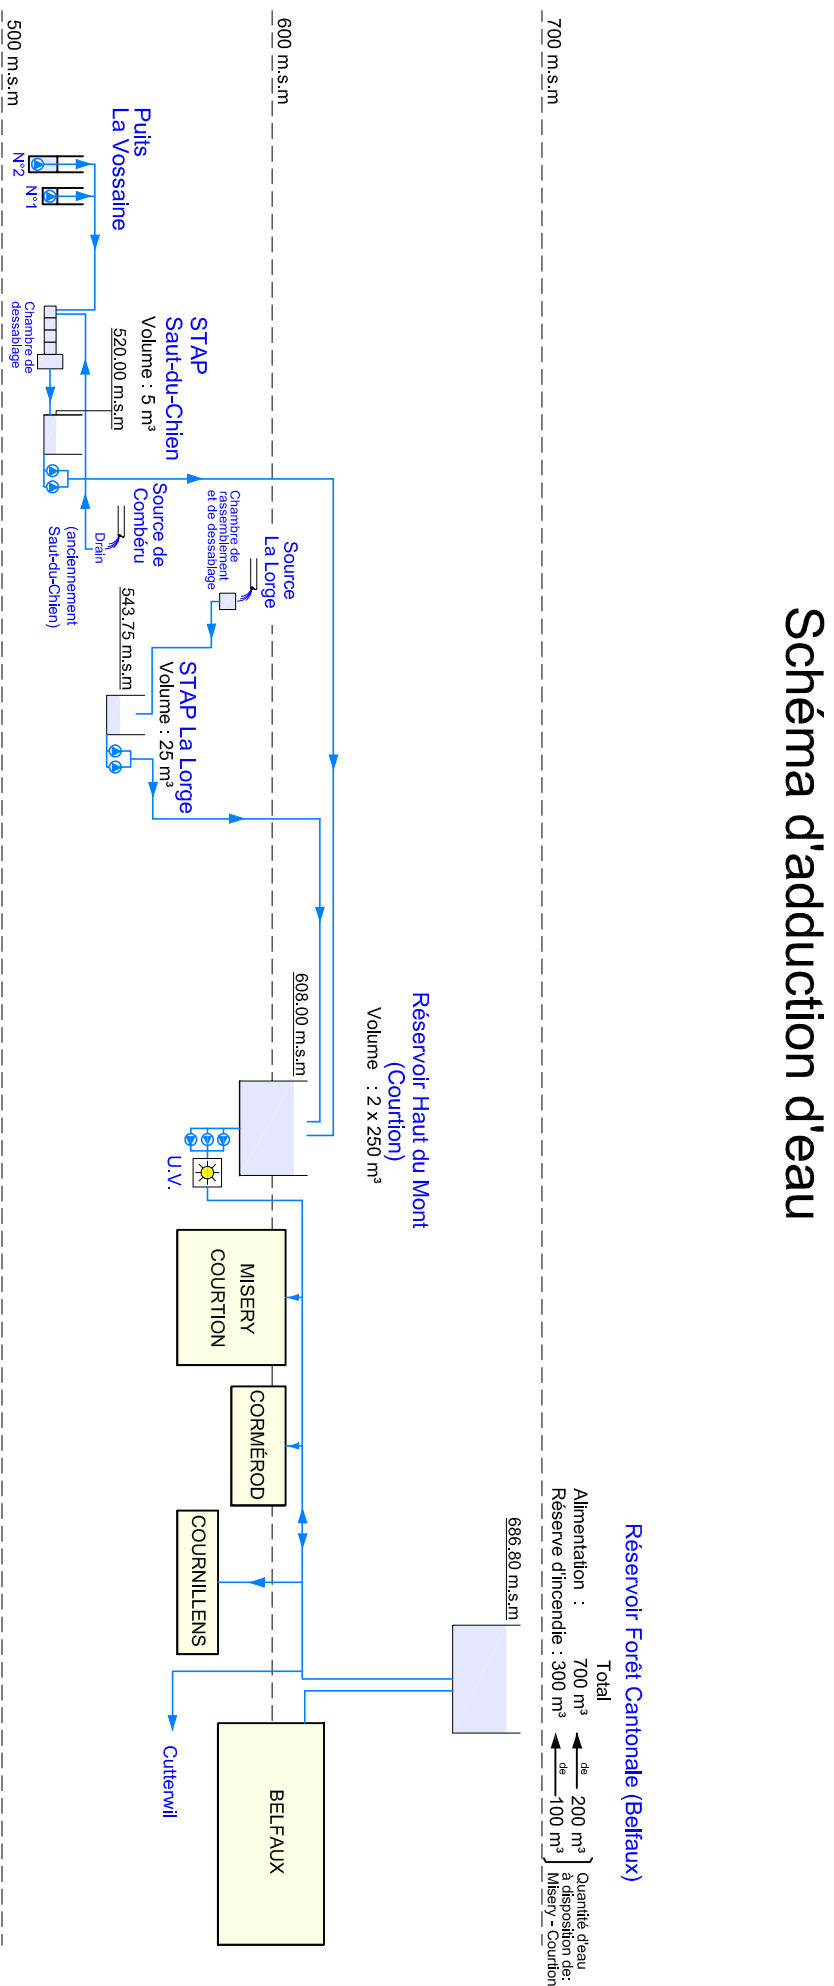 Schéma d'adduction d'eau
700 m.s.m
600 m.s.m
500 m.s.m
Puits
La Vossaine
N°2
N°1
STAP
Saut-du-Chien
Volume : 5 m³
520.00 m.s.m
Chambre de
dessablage
Source de
Combéru
Drain
(anciennement
Saut-du-Chien)
Source
La Lorge
Chambre de
rassemblement
et de dessablage
543.75 m.s.m
STAP La Lorge
Volume : 25 m³
Réservoir Haut du Mont
(Courtion)
Volume : 2 x 250 m³
608.00 m.s.m
U.V.
MISERY
COURTION
CORMÉROD
COURNILLENS
Réservoir Forêt Cantonale (Belfaux)
Total
Alimentation : 700 m³ de 200 m³
Réserve d'incendie : 300 m³ de 100 m³
Quantité d'eau
à disposition de:
Misery - Courtion
686.80 m.s.m
Cutterwil
BELFAUX